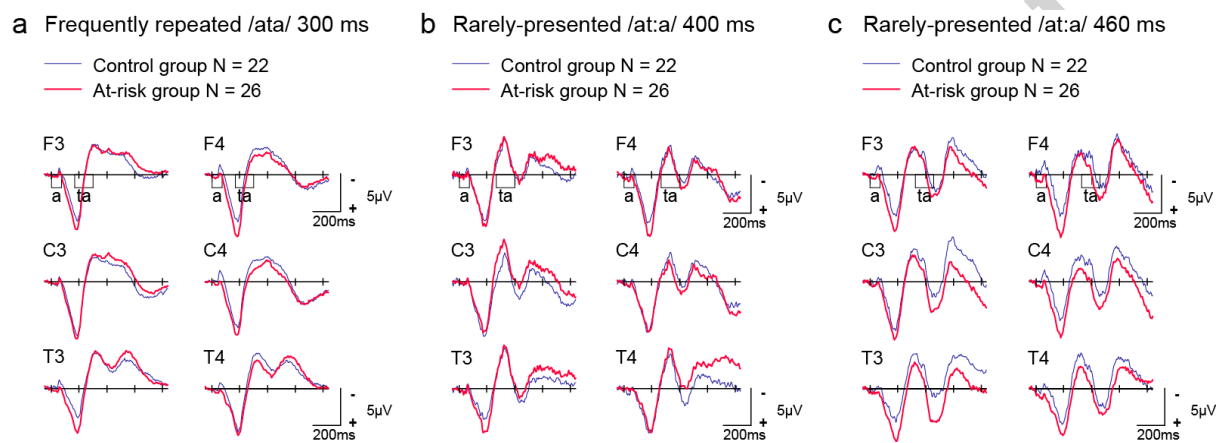 a Frequently repeated /ata/ 300 ms
Control group N = 22
At-risk group N = 26
F3 F4
a ta a ta
- 5μV +
200ms
C3 C4
T3 T4
- 5μV +
200ms
b Rarely-presented /at:a/ 400 ms
Control group N = 22
At-risk group N = 26
F3 F4
a ta a ta
- 5μV +
200ms
C3 C4
T3 T4
- 5μV +
200ms
c Rarely-presented /at:a/ 460 ms
Control group N = 22
At-risk group N = 26
F3 F4
a ta a ta
- 5μV +
200ms
C3 C4
T3 T4
- 5μV +
200ms